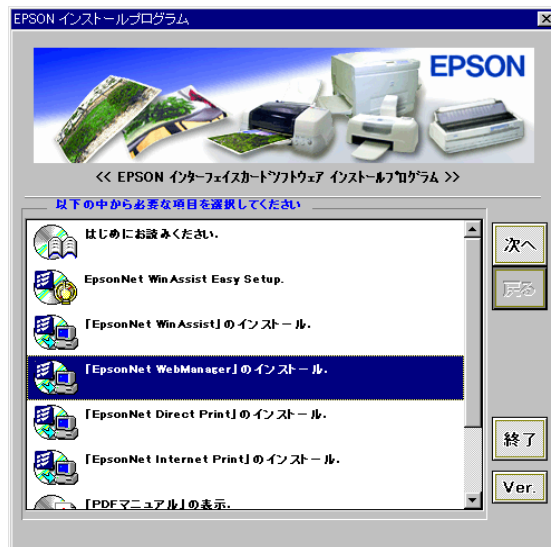 EPSON インストールプログラム
EPSON
<< EPSON インターフェイスカードソフトウェア インストールプログラム >>
以下の中から必要な項目を選択してください
はじめにお読みください.
EpsonNet WinAssist Easy Setup.
「EpsonNet WinAssist」のインストール.
「EpsonNet WebManager」のインストール.
「EpsonNet Direct Print」のインストール.
「EpsonNet Internet Print」のインストール.
「PDFマニュアル」の表示.
次へ
戻る
終了
Ver.